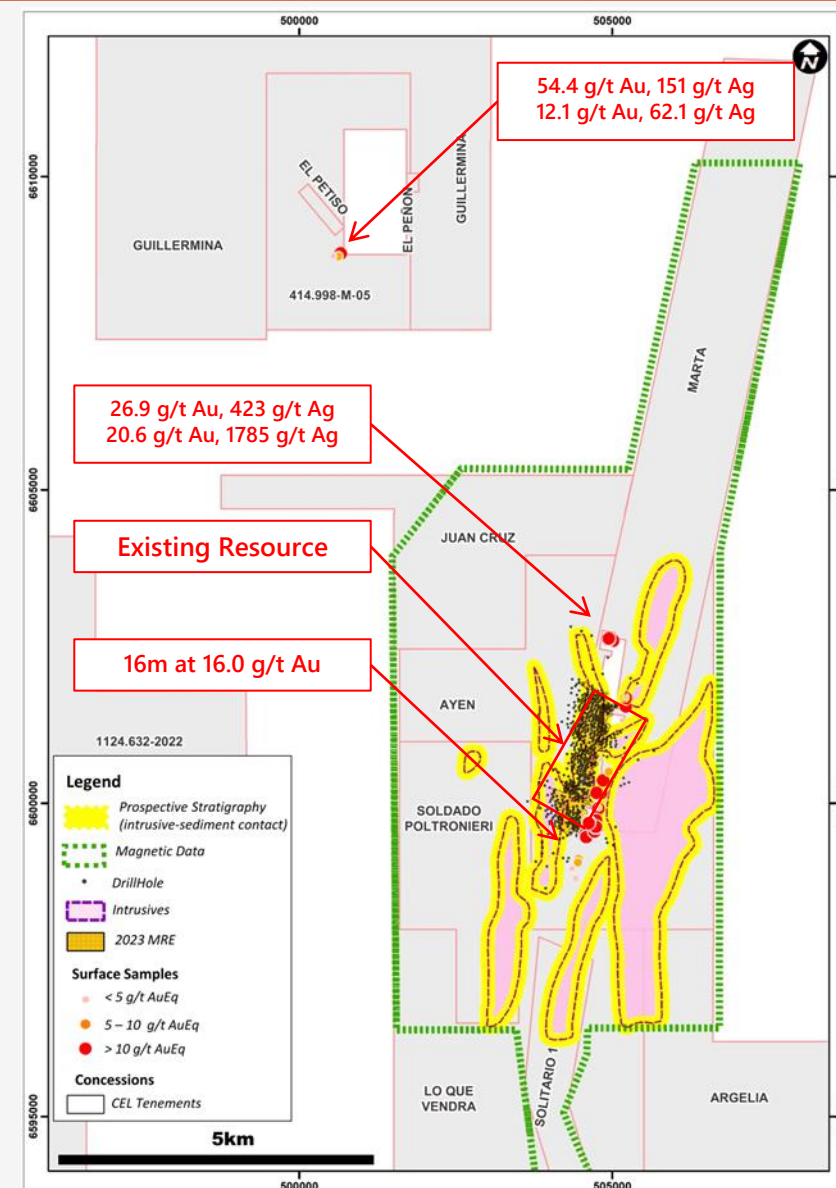 500000
505000
N
54.4 g/t Au, 151 g/t Ag
12.1 g/t Au, 62.1 g/t Ag
6610000
GUILLERMINA
EL PETISO
EL PEÑON
GUILLERMINA
414.998-M-05
MARTA
26.9 g/t Au, 423 g/t Ag
20.6 g/t Au, 1785 g/t Ag
6605000
JUAN CRUZ
Existing Resource
16m at 16.0 g/t Au
AYEN
1124.632-2022
SOLDADO
POLTRONIERI
6600000
Legend
Prospective Stratigraphy
(intrusive-sediment contact)
Magnetic Data
DrillHole
Intrusives
2023 MRE
Surface Samples
< 5 g/t AuEq
5 – 10 g/t AuEq
> 10 g/t AuEq
Concessions
CEL Tenements
LO QUE
VENDRA
SOLITARIO 1
ARGELIA
6595000
5km
500000
505000